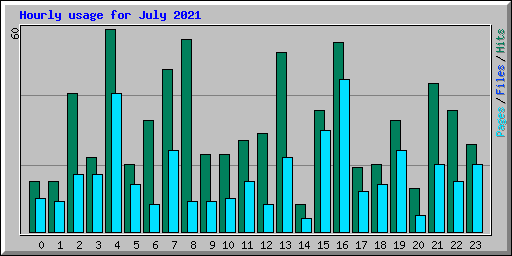 Hourly usage for July 2021
60
Pages / Files / Hits
0 1 2 3 4 5 6 7 8 9 10 11 12 13 14 15 16 17 18 19 20 21 22 23